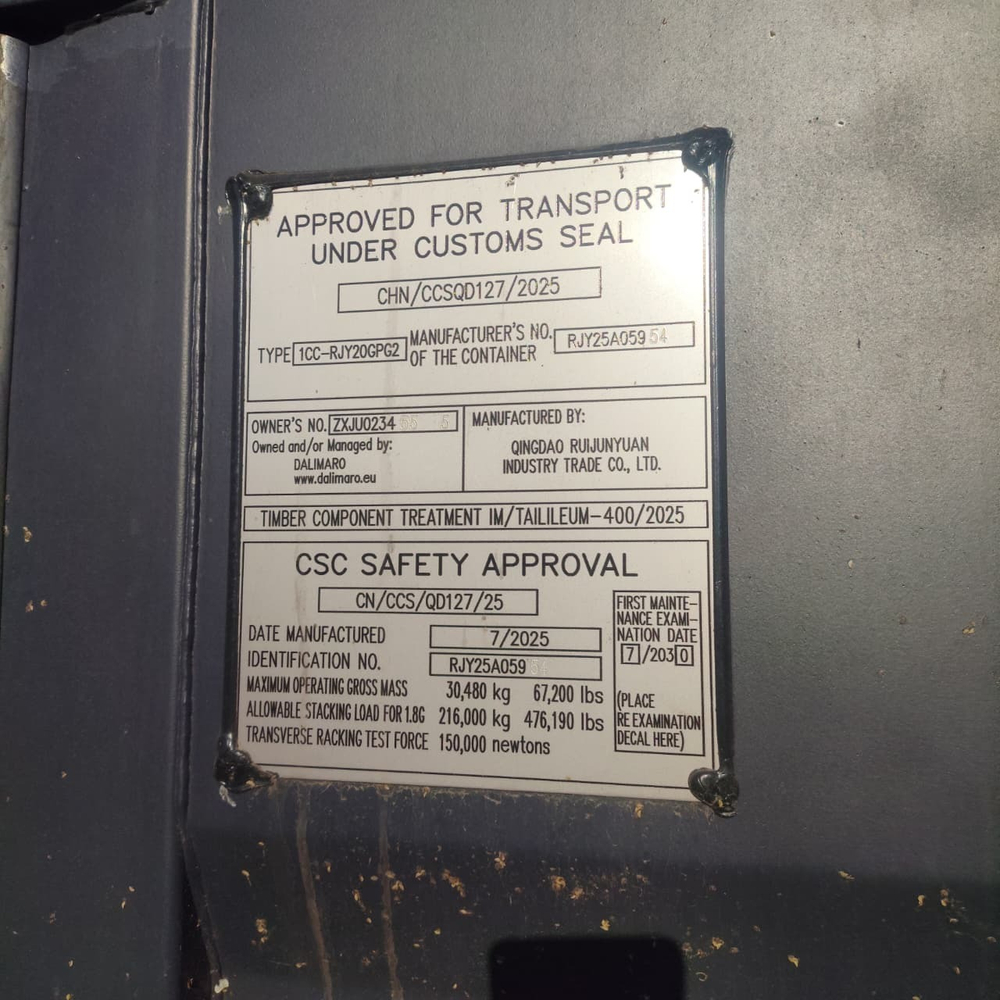 APPROVED FOR TRANSPORT
UNDER CUSTOMS SEAL
CHN/CCSQD127/2025
TYPE 1CC-RJY20GPG2 MANUFACTURER'S NO. OF THE CONTAINER RJY25A05954
OWNER'S NO. ZXJU0234
Owned and/or Managed by:
DALIMARO
www.dalimaro.eu
MANUFACTURED BY:
QINGDAO RUIJUNYUAN
INDUSTRY TRADE CO., LTD.
TIMBER COMPONENT TREATMENT IM/TAILILEUM-400/2025
CSC SAFETY APPROVAL
CN/CCS/QD127/25
DATE MANUFACTURED 7/2025
IDENTIFICATION NO. RJY25A059
MAXIMUM OPERATING GROSS MASS 30,480 kg 67,200 lbs
ALLOWABLE STACKING LOAD FOR 1.8G 216,000 kg 476,190 lbs
TRANSVERSE RACKING TEST FORCE 150,000 newtons
FIRST MAINTE-
NANCE EXAMI-
NATION DATE
7/2030
(PLACE
RE EXAMINATION
DECAL HERE)